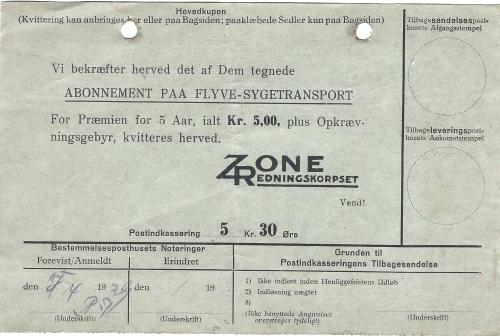 Hovedkupon
(Kvittering kan anbringes her eller paa Bagsiden; paaklæbede Sedler kun paa Bagsiden)
Tilbagesendelsespost-
husets Afgangsstempel
Vi bekræfter herved det af Dem tegnede
ABONNEMENT PAA FLYVE-SYGETRANSPORT
For Præmien for 5 Aar, ialt Kr. 5,00, plus Opkræv-
ningsgebyr, kvitteres herved.
Tilbageleveringspost-
husets Ankomststempel
ZONE
REDNINGSKORPSET
Vend!
Postindkassering 5 Kr. 30 Øre
Bestemmelsesposthusets Noteringer
Forevist/Anmeldt Erindret
den 4 19 den 19
(Underskrift) (Underskrift)
Grunden til
Postindkasseringens Tilbagesendelse
1) Ikke indløst inden Henliggefristens Udløb
2) Indløsning nægtet
3)
(Ikke benyttede Angivelser
overstreges tydeligt)